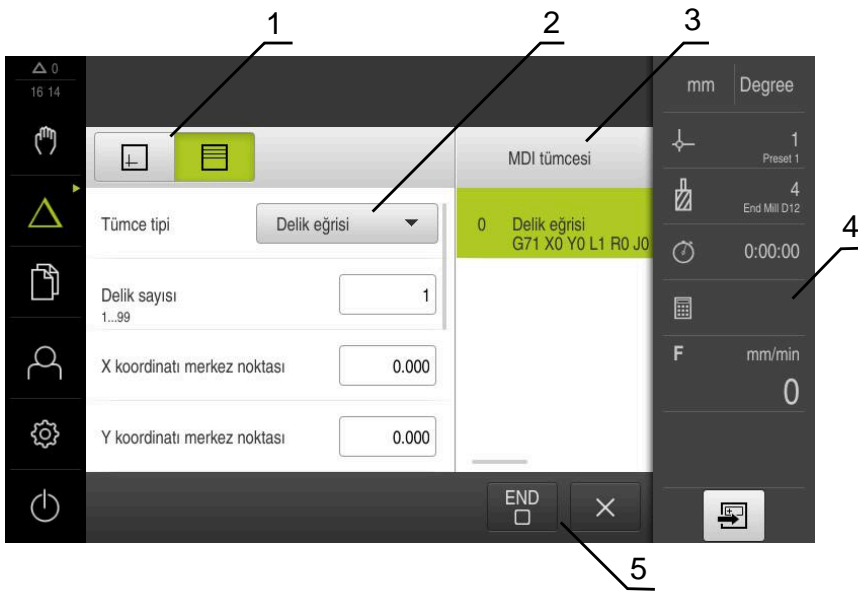 1
2
3
0
16 14
mm Degree
1
Preset 1
MDI tümcesi
Tümce tipi Delik eğrisi
0 Delik eğrisi
G71 X0 Y0 L1 R0 J0
4
End Mill D12
4
0:00:00
Delik sayısı 1
1...99
X koordinatı merkez noktası 0.000
F mm/min
0
Y koordinatı merkez noktası 0.000
END
5